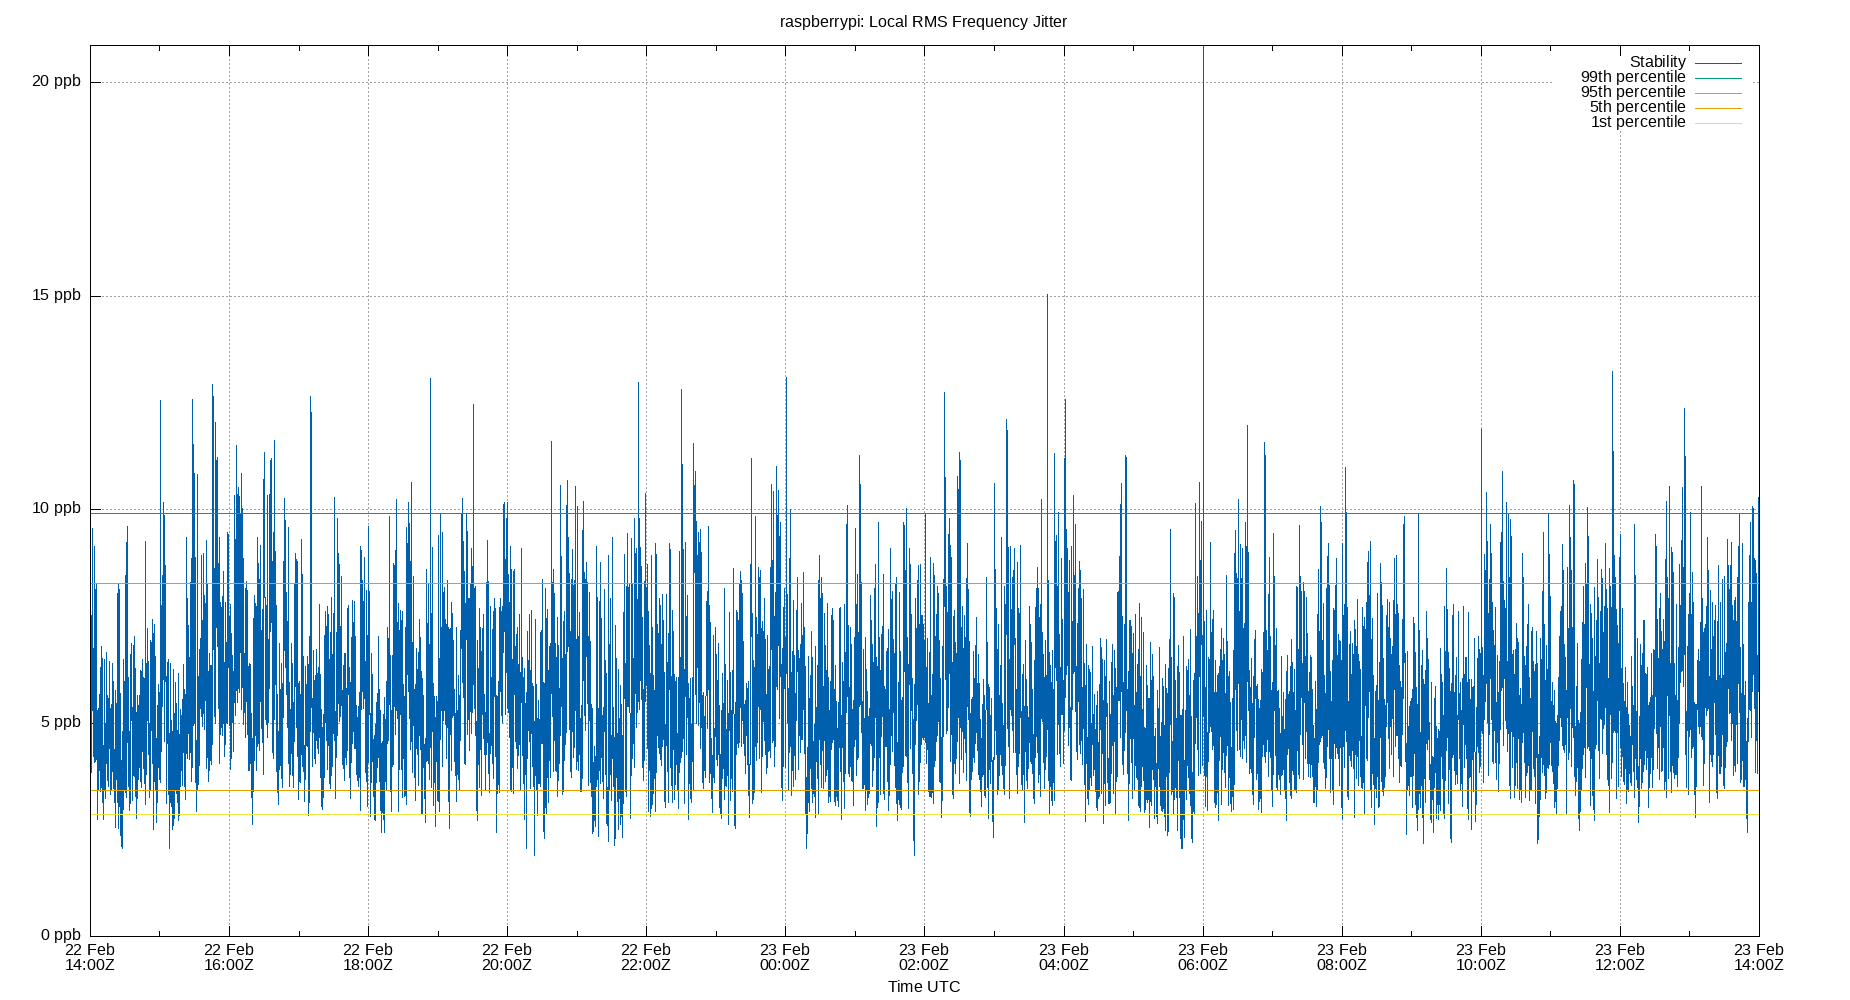 raspberrypi: Local RMS Frequency Jitter
20 ppb
15 ppb
10 ppb
5 ppb
0 ppb
Stability
99th percentile
95th percentile
5th percentile
1st percentile
22 Feb 22 Feb 22 Feb 22 Feb 22 Feb 23 Feb 23 Feb 23 Feb 23 Feb 23 Feb 23 Feb 23 Feb 23 Feb
14:00Z 16:00Z 18:00Z 20:00Z 22:00Z 00:00Z 02:00Z 04:00Z 06:00Z 08:00Z 10:00Z 12:00Z 14:00Z
Time UTC